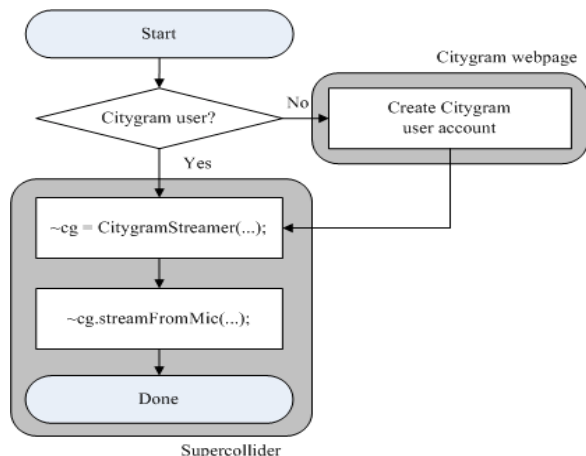 Start
Citygram webpage
Citygram user?
No
Create Citygram
user account
Yes
~cg = CitygramStreamer(...);
~cg.streamFromMic(...);
Done
Supercollider